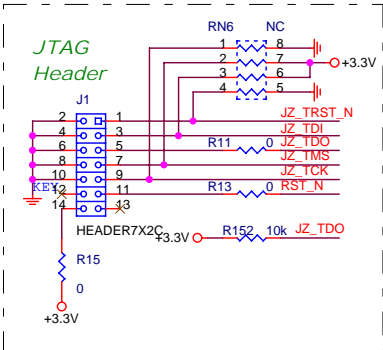 JTAG
Header
RN6 NC
1 8
2 7
3 6
4 5
+3.3V
J1
2 1 JZ_TRST_N
4 3 JZ_TDI
6 5 R11 0 JZ_TDO
8 7 JZ_TMS
10 9 JZ_TCK
KEY 12 11 R13 0 RST_N
14 13
HEADER7X2C
+3.3V R152 10k JZ_TDO
R15
0
+3.3V